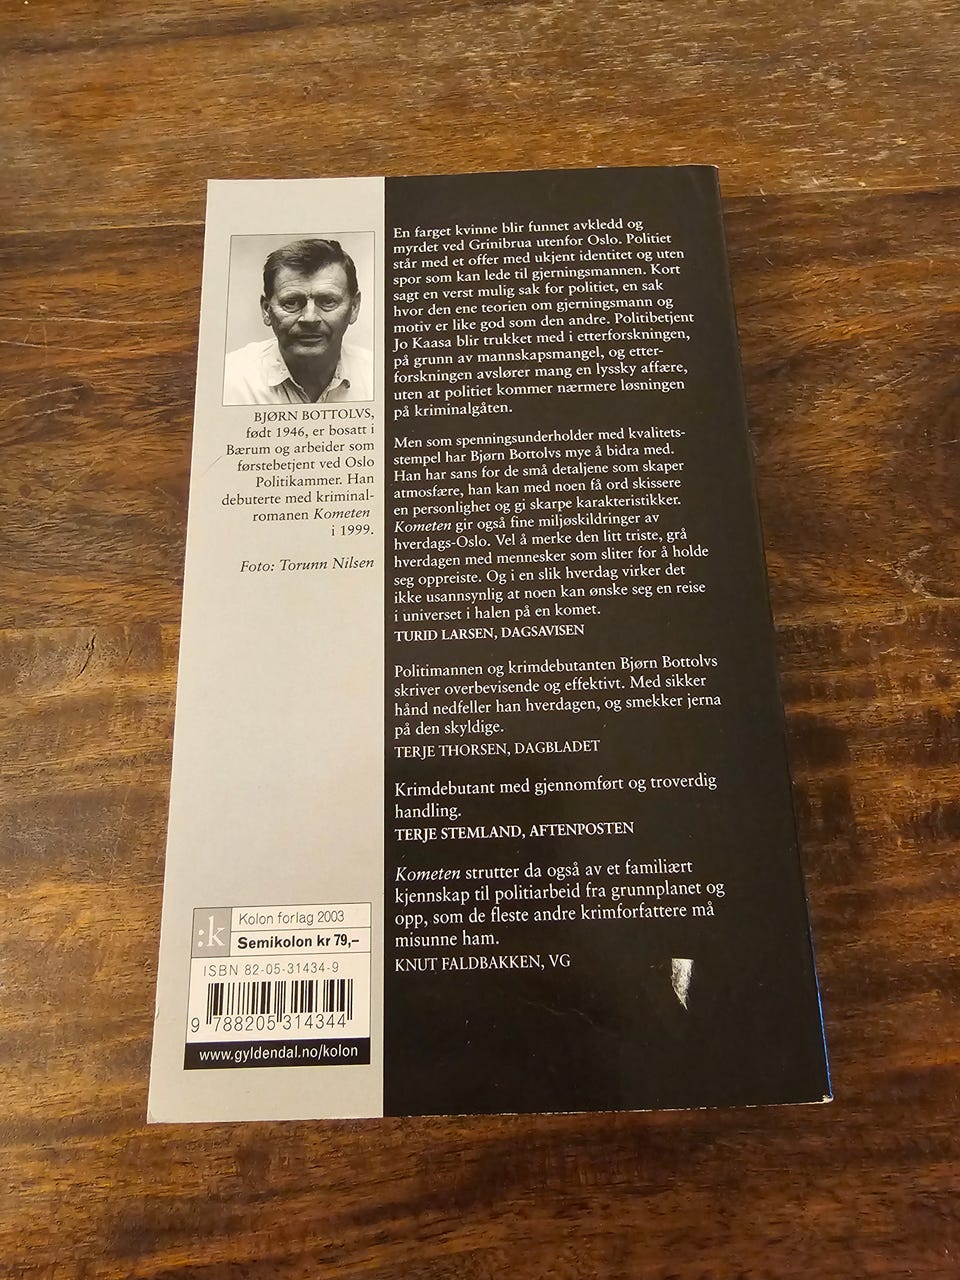 En farget kvinne blir funnet avkledd og
myrdet ved Grinibrua utenfor Oslo. Politiet
står med et offer med ukjent identitet og uten
spor som kan lede til gjerningsmannen. Kort
sagt en verst mulig sak for politiet, en sak
hvor den ene teorien om gjerningsmann og
motiv er like god som den andre. Politibetjent
Jo Kaasa blir trukket med i etterforskningen,
på grunn av mannskapsmangel, og etter-
forskningen avslører mang en lyssky affære,
uten at politiet kommer nærmere løsningen
på kriminalgåten.
Men som spenningsunderholder med kvalitets-
stempel har Bjørn Bottolvs mye å bidra med.
Han har sans for de små detaljene som skaper
atmosfære, han kan med noen få ord skissere
en personlighet og gi skarpe karakteristikker.
Kometen gir også fine miljøskildringer av
hverdags-Oslo. Vel å merke den litt triste, grå
hverdagen med mennesker som sliter for å holde
seg oppreiste. Og i en slik hverdag virker det
ikke usannsynlig at noen kan ønske seg en reise
i universet i halen på en komet.
TURID LARSEN, DAGSAVISEN
Politimannen og krimdebutanten Bjørn Bottolvs
skriver overbevisende og effektivt. Med sikker
hånd nedfeller han hverdagen, og smekker jerna
på den skyldige.
TERJE THORSEN, DAGBLADET
Krimdebutant med gjennomført og troverdig
handling.
TERJE STEMLAND, AFTENPOSTEN
Kometen strutter da også av et familiært
kjennskap til politiarbeid fra grunnplanet og
opp, som de fleste andre krimforfattere må
misunne ham.
KNUT FALDBAKKEN, VG
BJØRN BOTTOLVS,
født 1946, er bosatt i
Bærum og arbeider som
førstebetjent ved Oslo
Politikammer. Han
debuterte med kriminal-
romanen Kometen
i 1999.
Foto: Torunn Nilsen
:k
Kolon forlag 2003
Semikolon kr 79,–
ISBN 82-05-31434-9
9 788205 314344
www.gyldendal.no/kolon